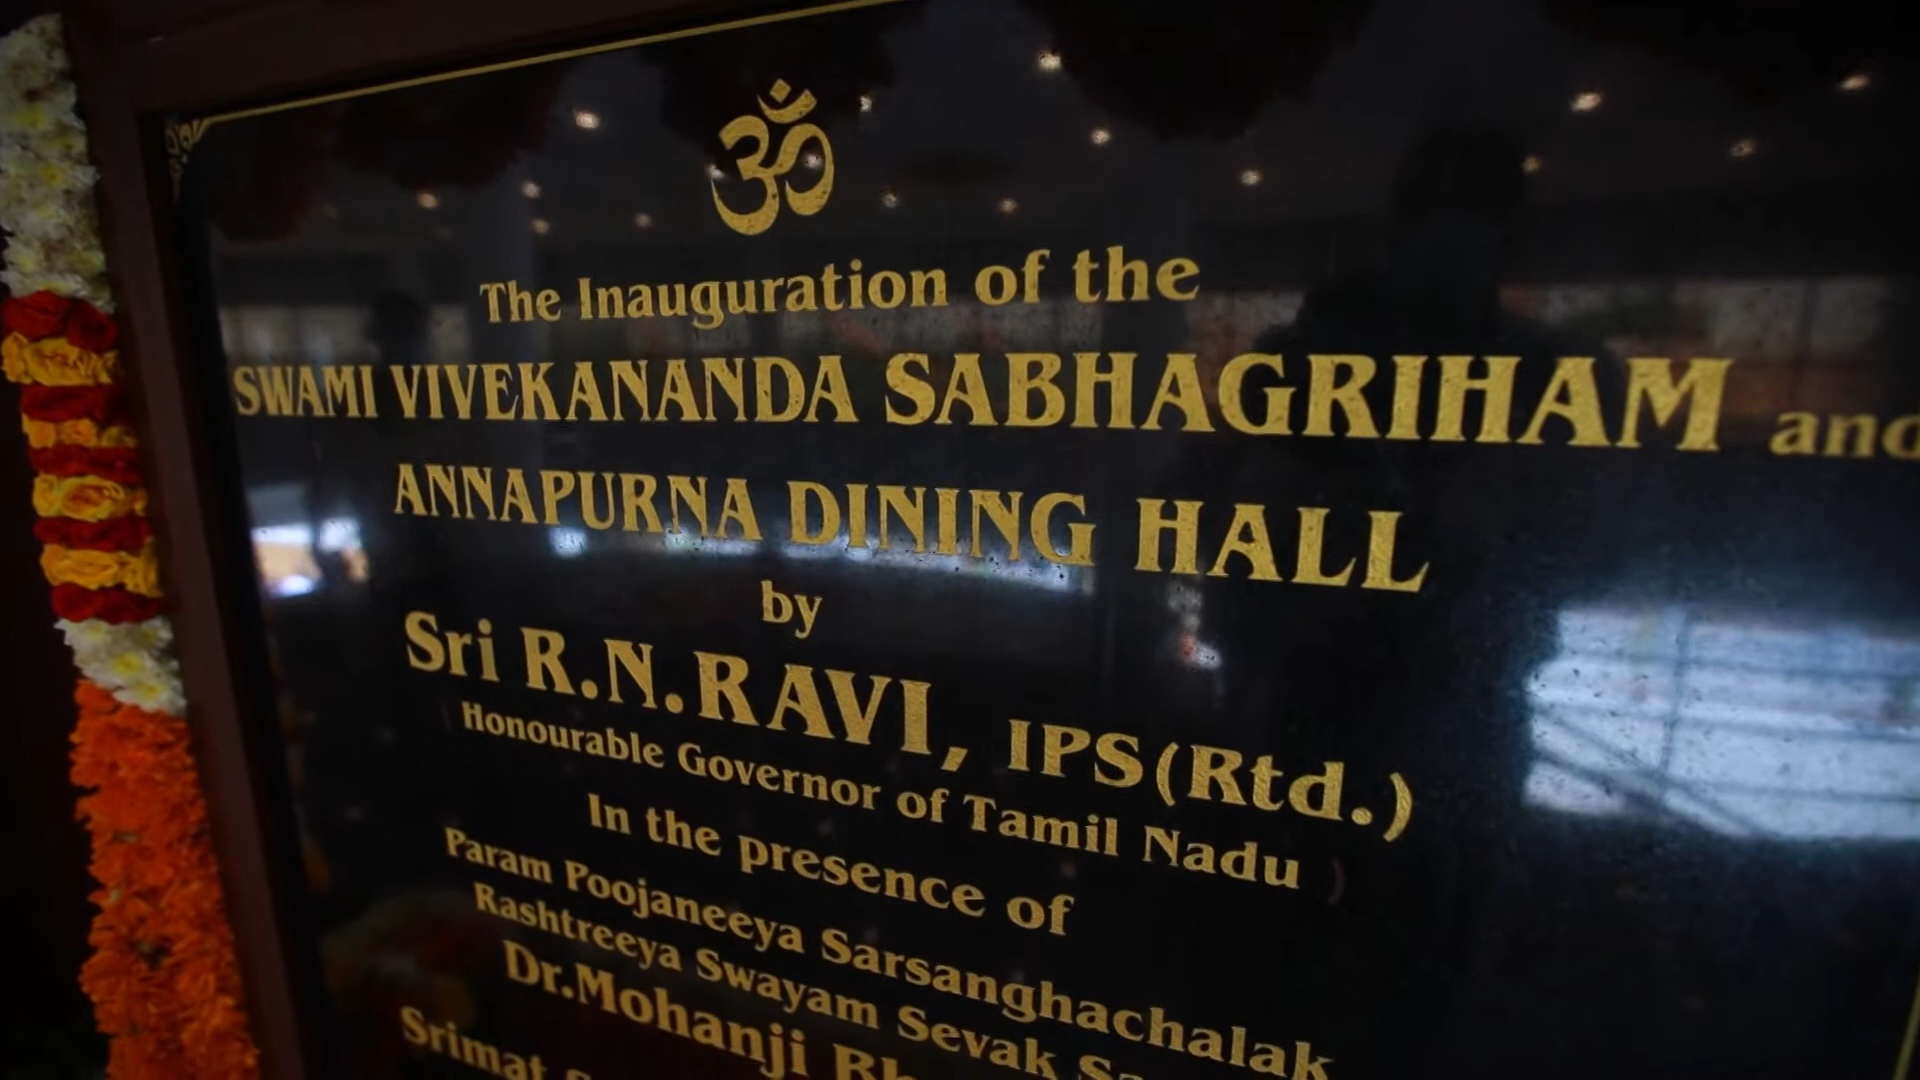 ॐ
The Inauguration of the
SWAMI VIVEKANANDA SABHAGRIHAM and
ANNAPURNA DINING HALL
by
Sri R.N.RAVI, IPS(Rtd.)
Honourable Governor of Tamil Nadu
In the presence of
Param Poojaneeya Sarsanghachalak
Rashtreeya Swayam Sevak
Dr.Mohanji
Srimat